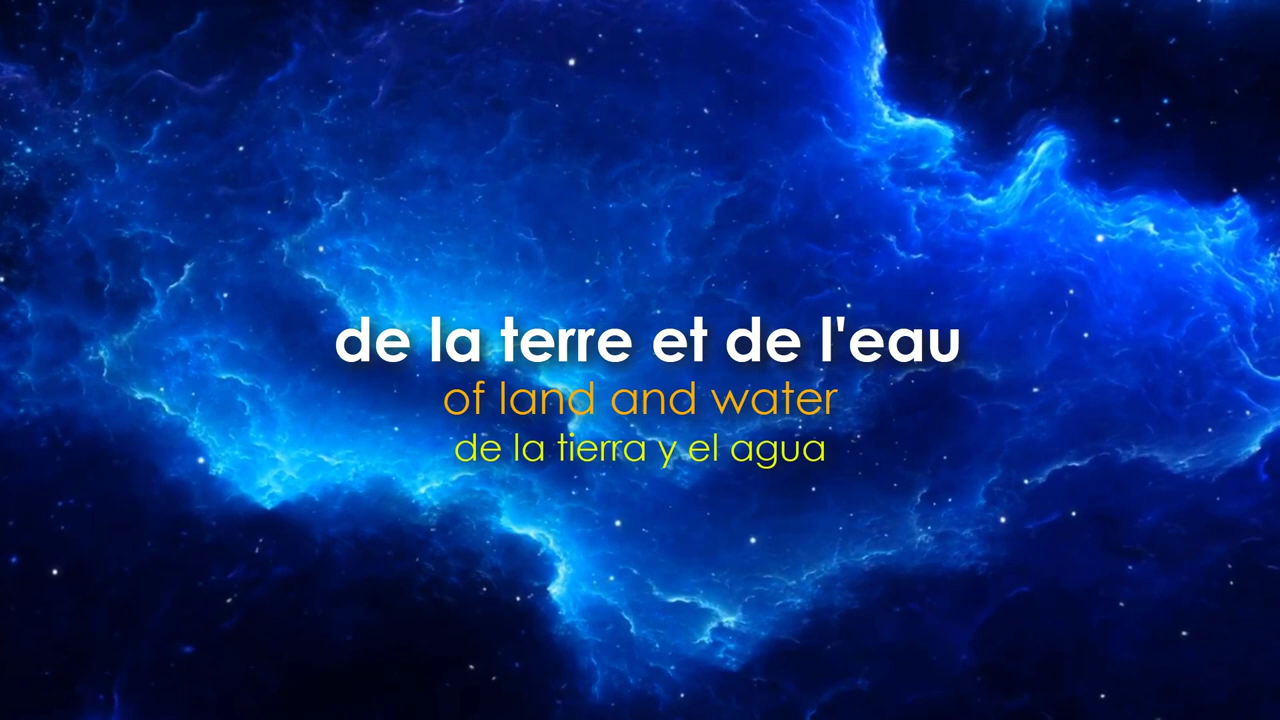 de la terre et de l'eau
of land and water
de la tierra y el agua